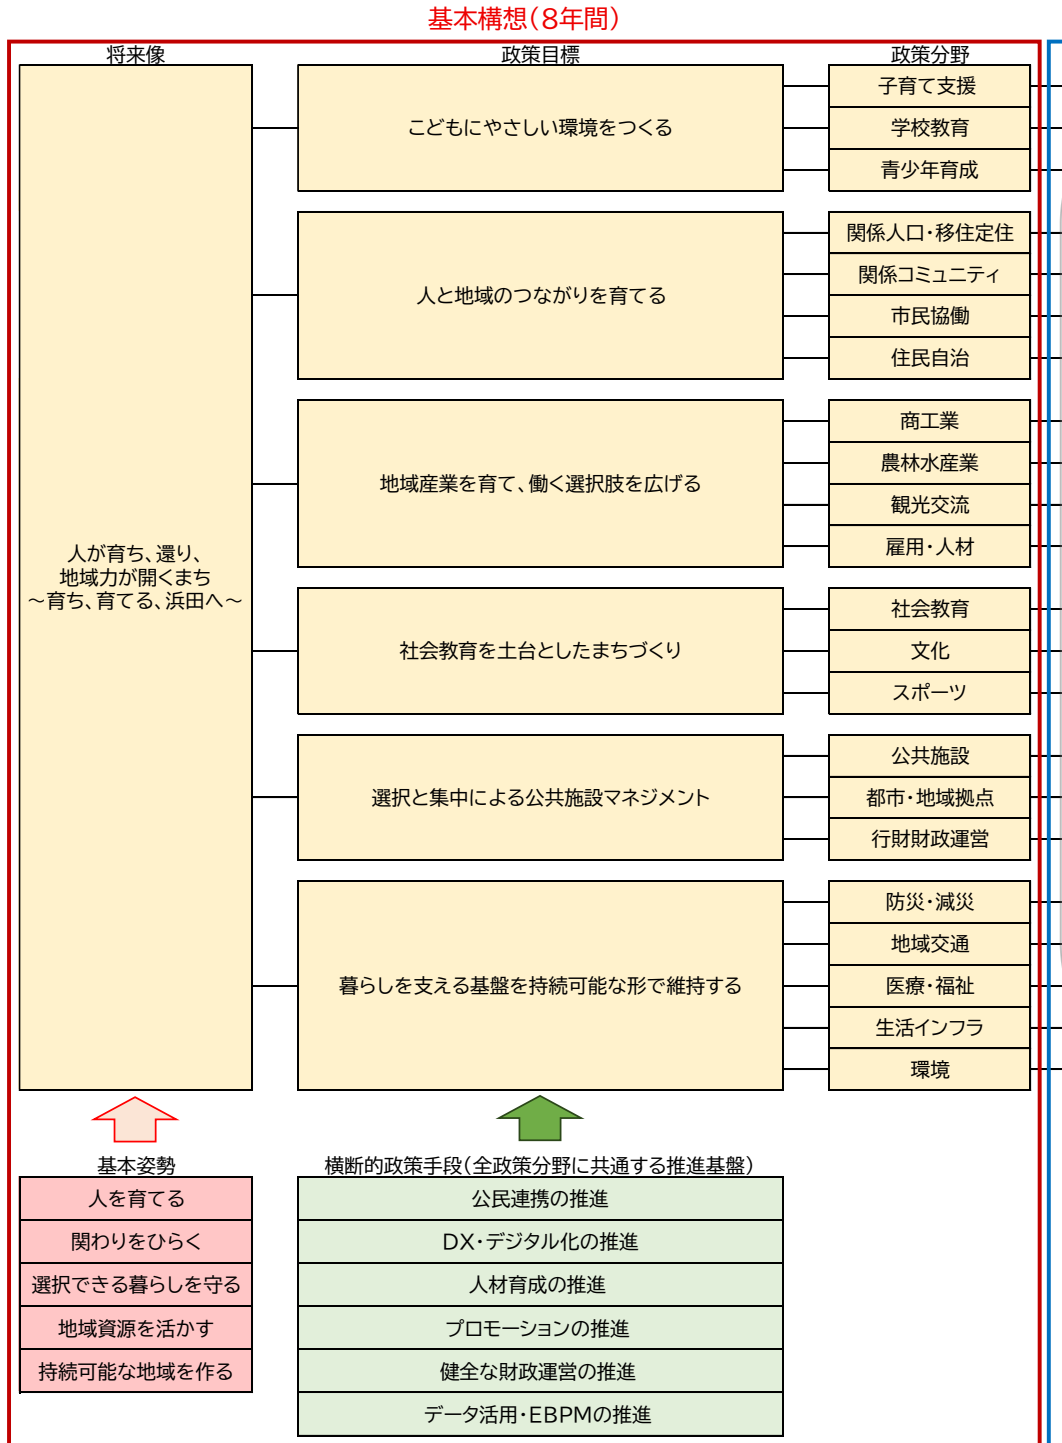 基本構想(8年間)
将来像
政策目標
政策分野
人が育ち、還り、
地域力が開くまち
～育ち、育てる、浜田へ～
こどもにやさしい環境をつくる
子育て支援
学校教育
青少年育成
人と地域のつながりを育てる
関係人口・移住定住
関係コミュニティ
市民協働
住民自治
地域産業を育て、働く選択肢を広げる
商工業
農林水産業
観光交流
雇用・人材
社会教育を土台としたまちづくり
社会教育
文化
スポーツ
選択と集中による公共施設マネジメント
公共施設
都市・地域拠点
行財財政運営
暮らしを支える基盤を持続可能な形で維持する
防災・減災
地域交通
医療・福祉
生活インフラ
環境
基本姿勢
人を育てる
関わりをひらく
選択できる暮らしを守る
地域資源を活かす
持続可能な地域を作る
横断的政策手段(全政策分野に共通する推進基盤)
公民連携の推進
DX・デジタル化の推進
人材育成の推進
プロモーションの推進
健全な財政運営の推進
データ活用・EBPMの推進